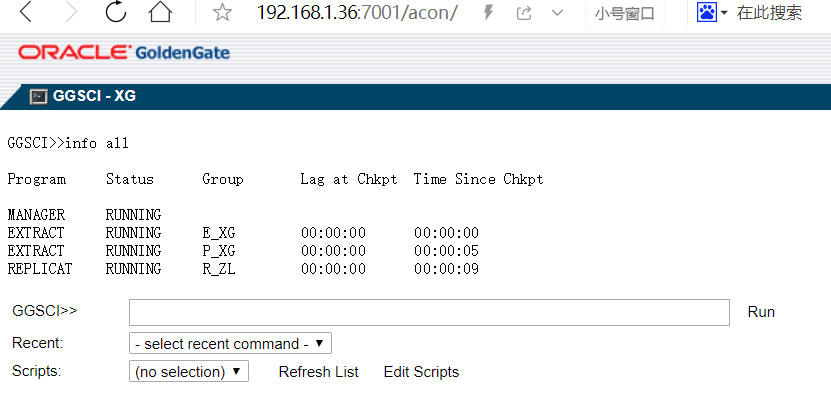 192.168.1.36:7001/acon/ 小号窗口 在此搜索
ORACLE GoldenGate
GGSCI - XG
GGSCI>>info all
Program Status Group Lag at Chkpt Time Since Chkpt
MANAGER RUNNING
EXTRACT RUNNING E_XG 00:00:00 00:00:00
EXTRACT RUNNING P_XG 00:00:00 00:00:05
REPLICAT RUNNING R_ZL 00:00:00 00:00:09
GGSCI>> Run
Recent: - select recent command -
Scripts: (no selection) Refresh List Edit Scripts